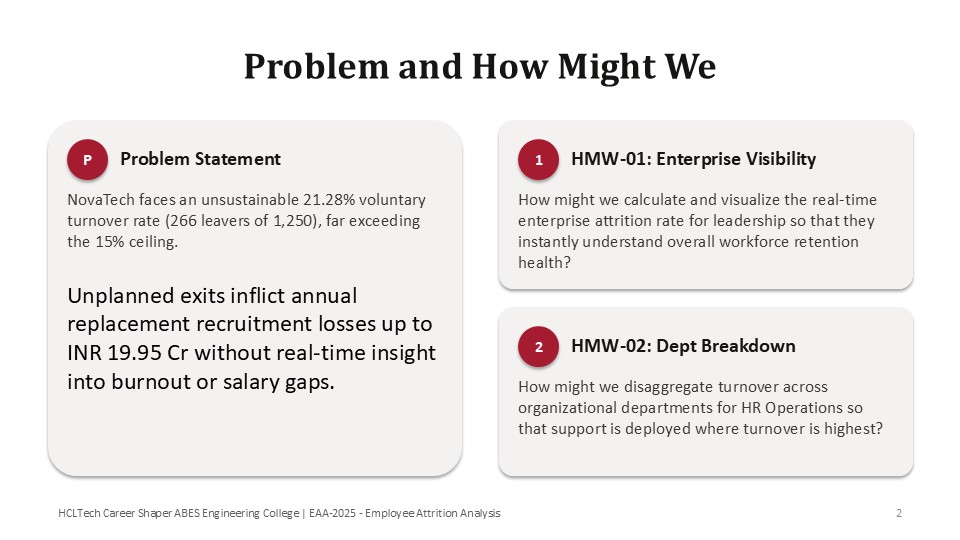 Problem and How Might We
P
Problem Statement
NovaTech faces an unsustainable 21.28% voluntary
turnover rate (266 leavers of 1,250), far exceeding
the 15% ceiling.
Unplanned exits inflict annual
replacement recruitment losses up to
INR 19.95 Cr without real-time insight
into burnout or salary gaps.
1
HMW-01: Enterprise Visibility
How might we calculate and visualize the real-time
enterprise attrition rate for leadership so that they
instantly understand overall workforce retention
health?
2
HMW-02: Dept Breakdown
How might we disaggregate turnover across
organizational departments for HR Operations so
that support is deployed where turnover is highest?
HCLTech Career Shaper ABES Engineering College | EAA-2025 - Employee Attrition Analysis
2